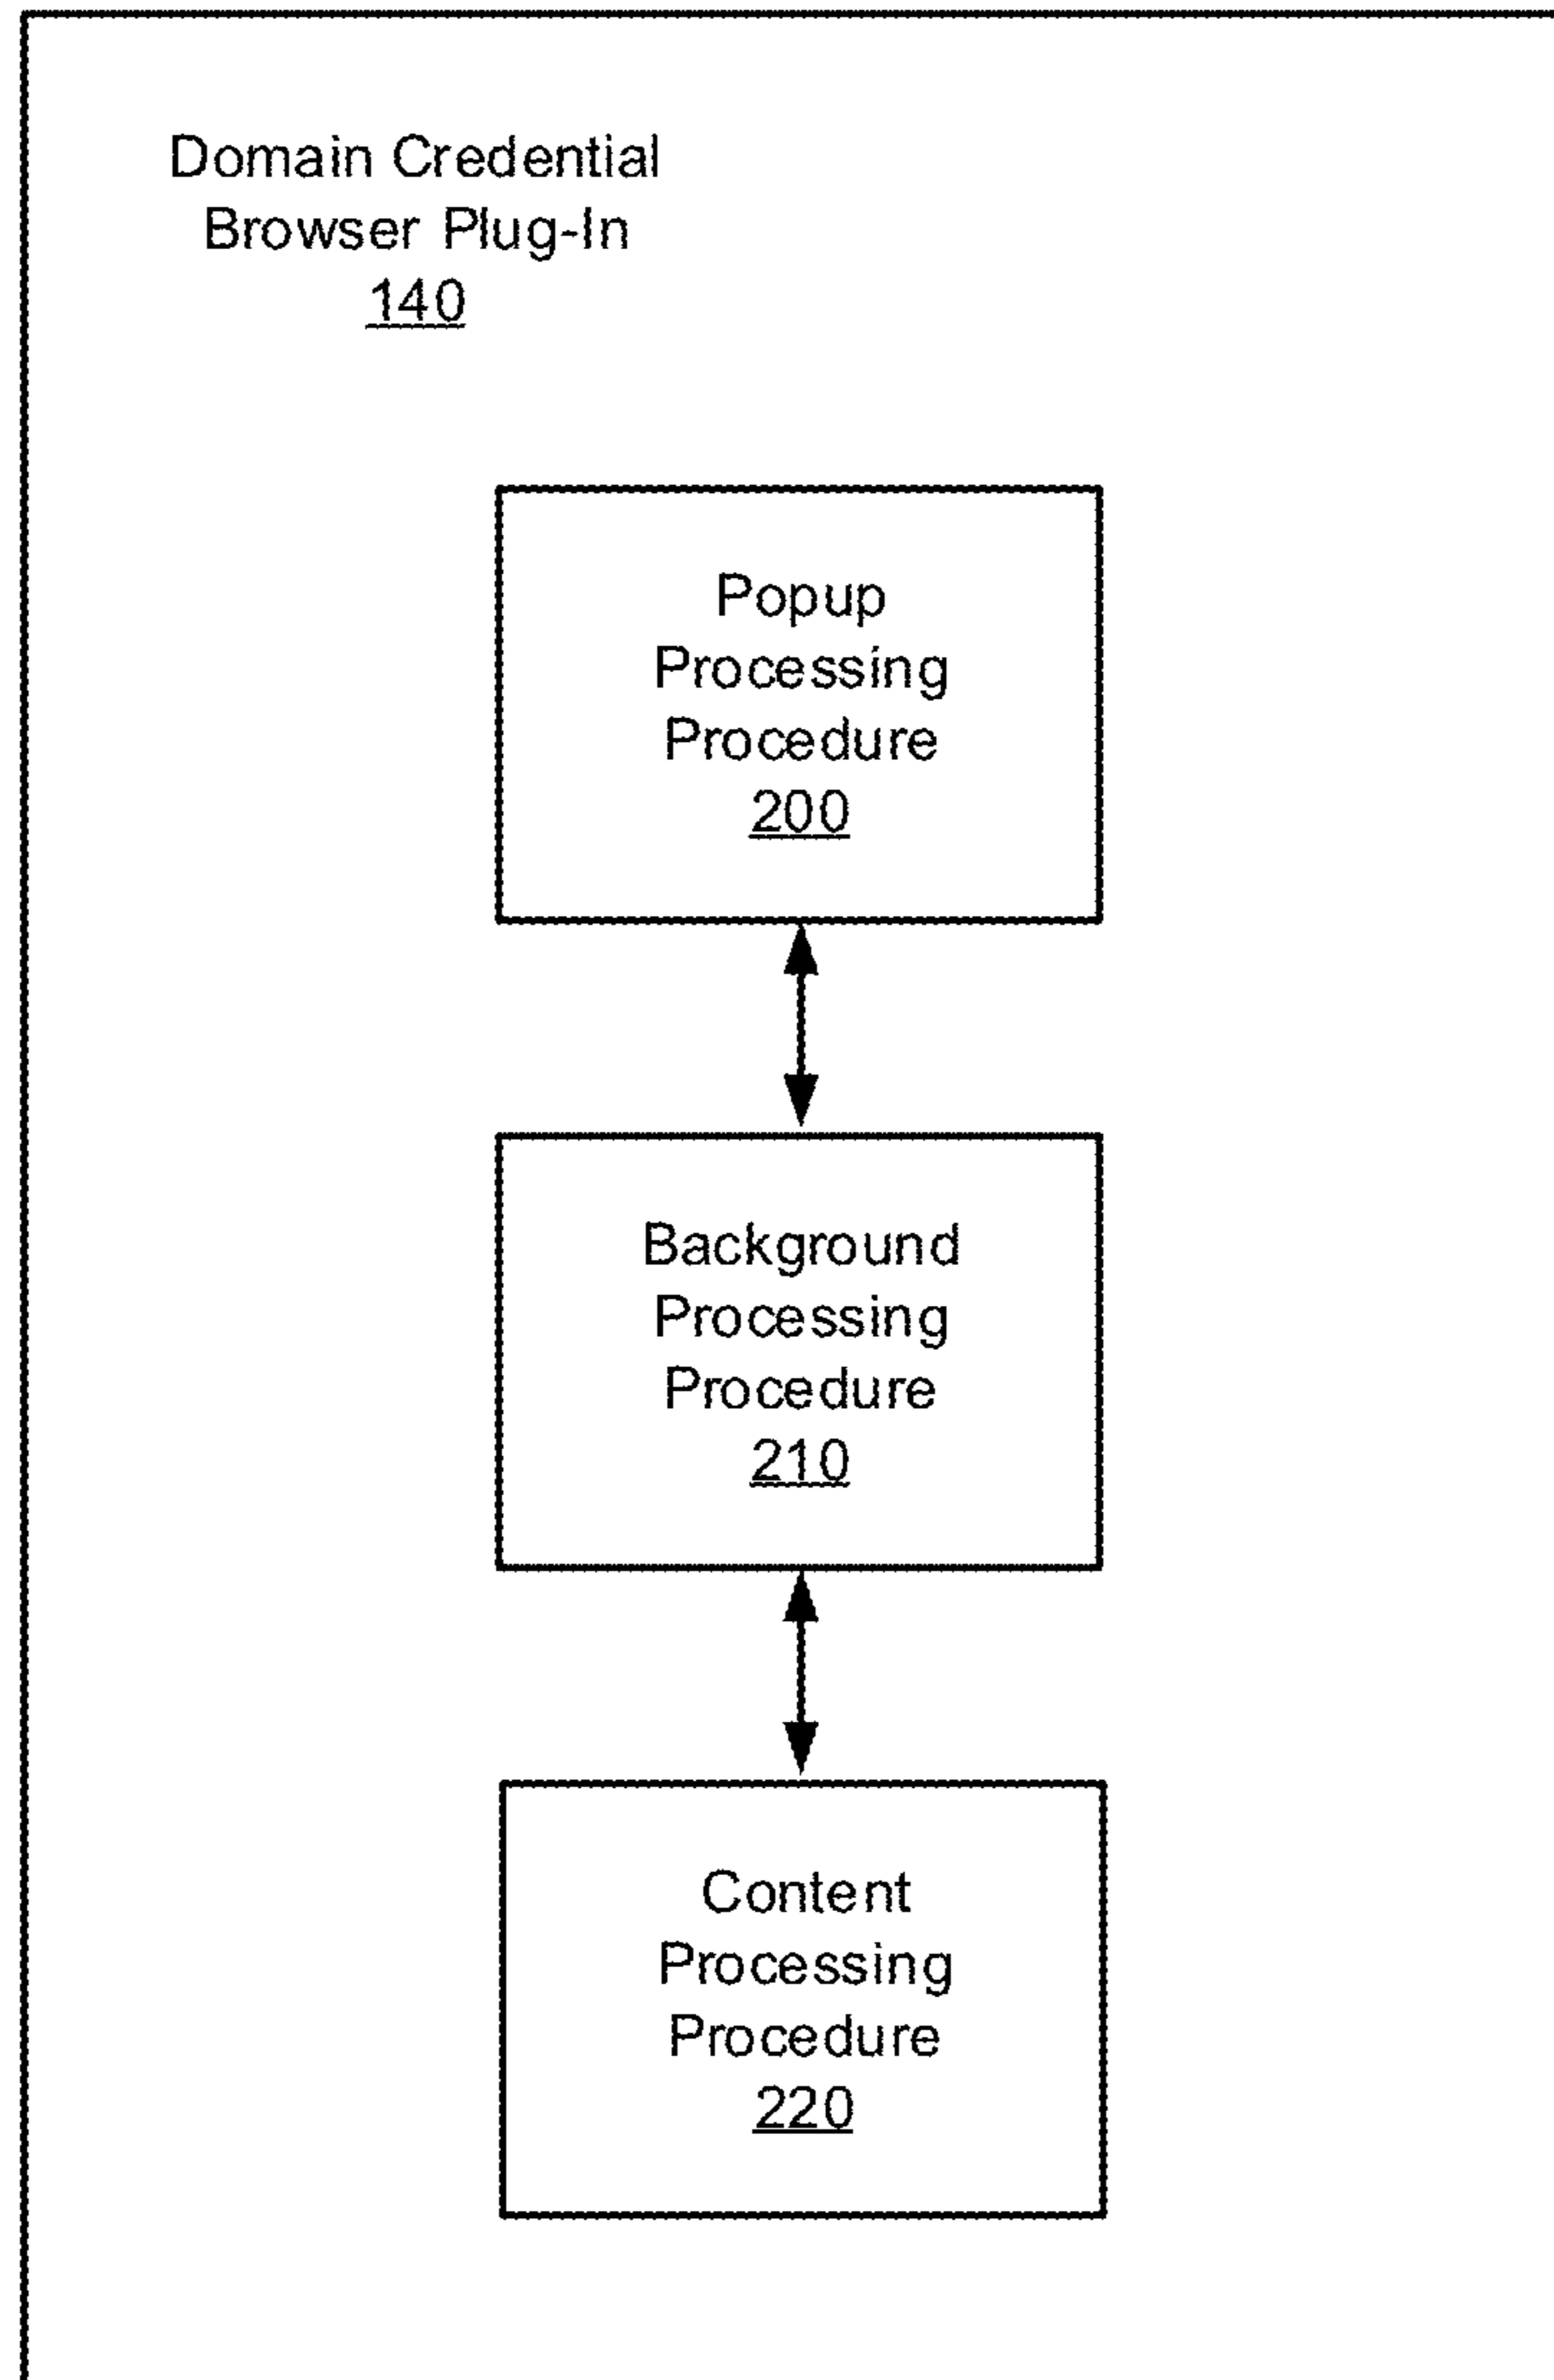 Domain Credential
Browser Plug-In
140
Popup
Processing
Procedure
200
Background
Processing
Procedure
210
Content
Processing
Procedure
220